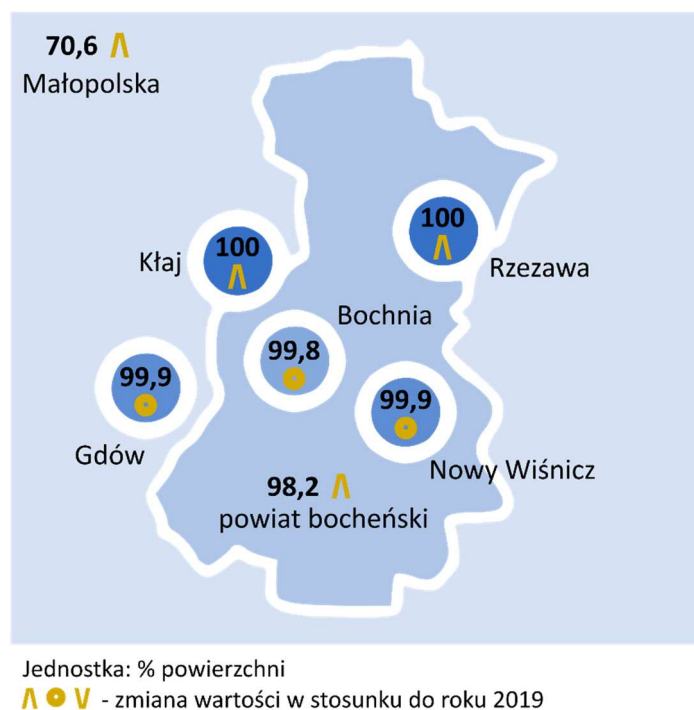 70,6
Małopolska
100
Rzezawa
100
Kłaj
Bochnia
99,8
99,9
Gdów
99,9
Nowy Wiśnicz
98,2
powiat bocheński
Jednostka: % powierzchni
- zmiana wartości w stosunku do roku 2019